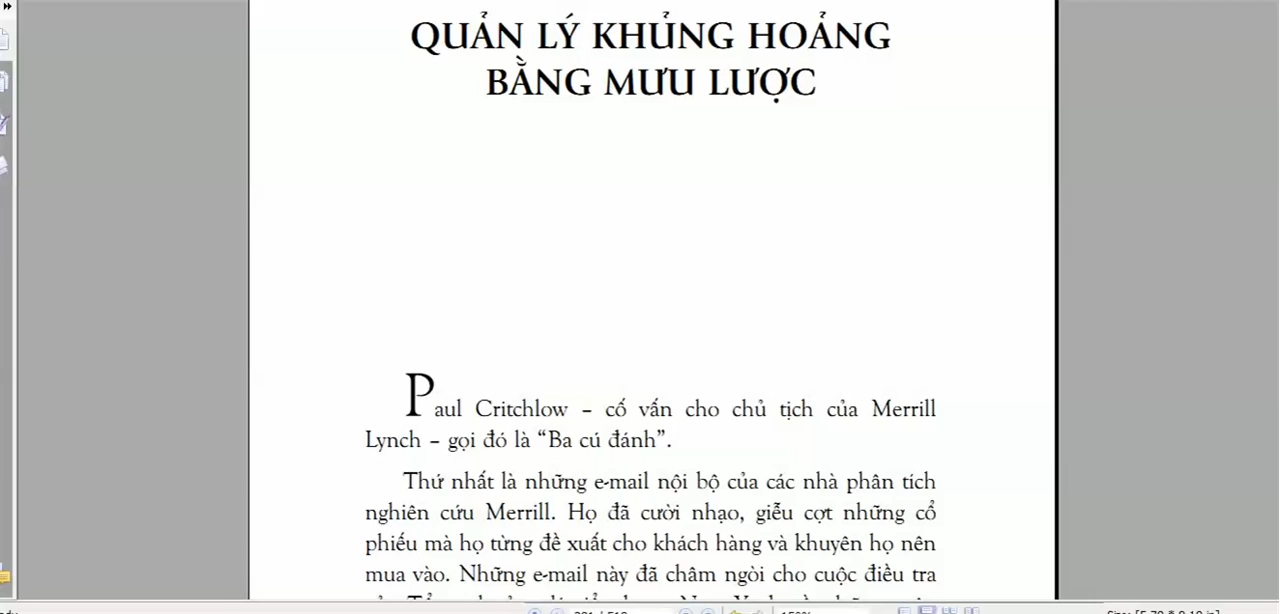 QUẢN LÝ KHỦNG HOẢNG
BẰNG MƯU LƯỢC
Paul Critchlow – cố vấn cho chủ tịch của Merrill
Lynch – gọi đó là “Ba cú đánh”.
Thứ nhất là những e-mail nội bộ của các nhà phân tích
nghiên cứu Merrill. Họ đã cười nhạo, giễu cợt những cổ
phiếu mà họ từng đề xuất cho khách hàng và khuyên họ nên
mua vào. Những e-mail này đã châm ngòi cho cuộc điều tra